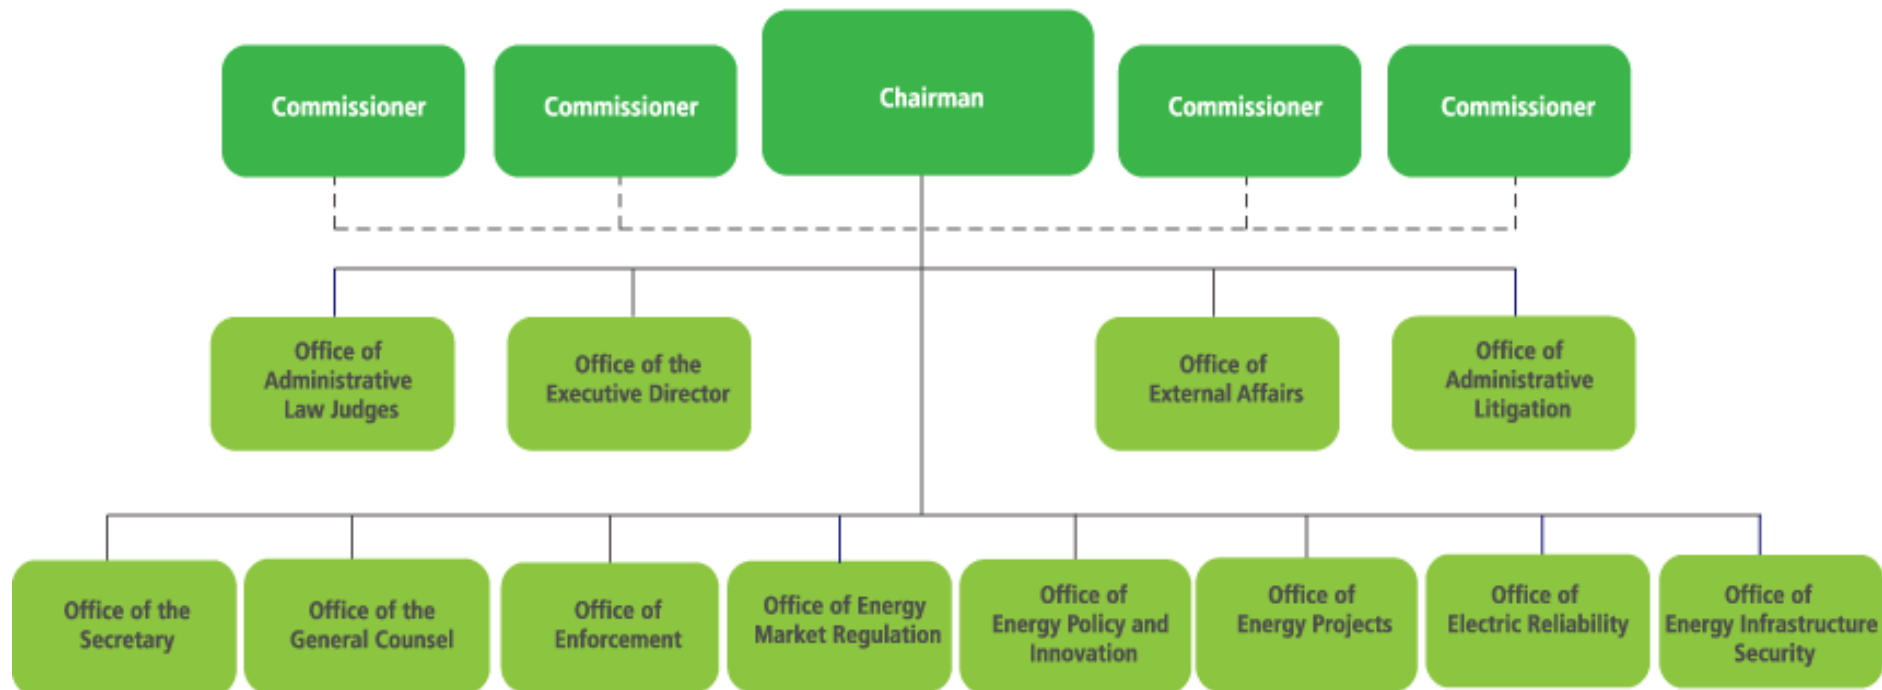 Commissioner
Commissioner
Chairman
Commissioner
Commissioner
Office of
Administrative
Law Judges
Office of the
Executive Director
Office of
External Affairs
Office of
Administrative
Litigation
Office of the
Secretary
Office of the
General Counsel
Office of
Enforcement
Office of Energy
Market Regulation
Office of
Energy Policy and
Innovation
Office of
Energy Projects
Office of
Electric Reliability
Office of
Energy Infrastructure
Security